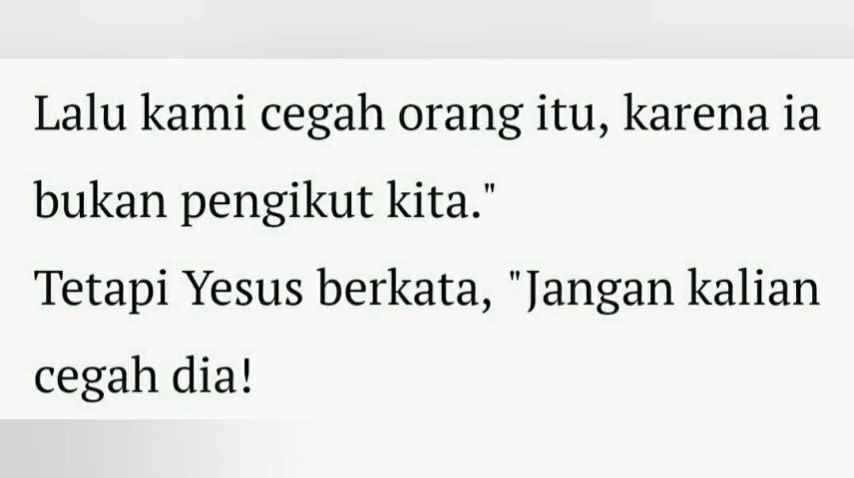 Lalu kami cegah orang itu, karena ia
bukan pengikut kita."
Tetapi Yesus berkata, "Jangan kalian
cegah dia!